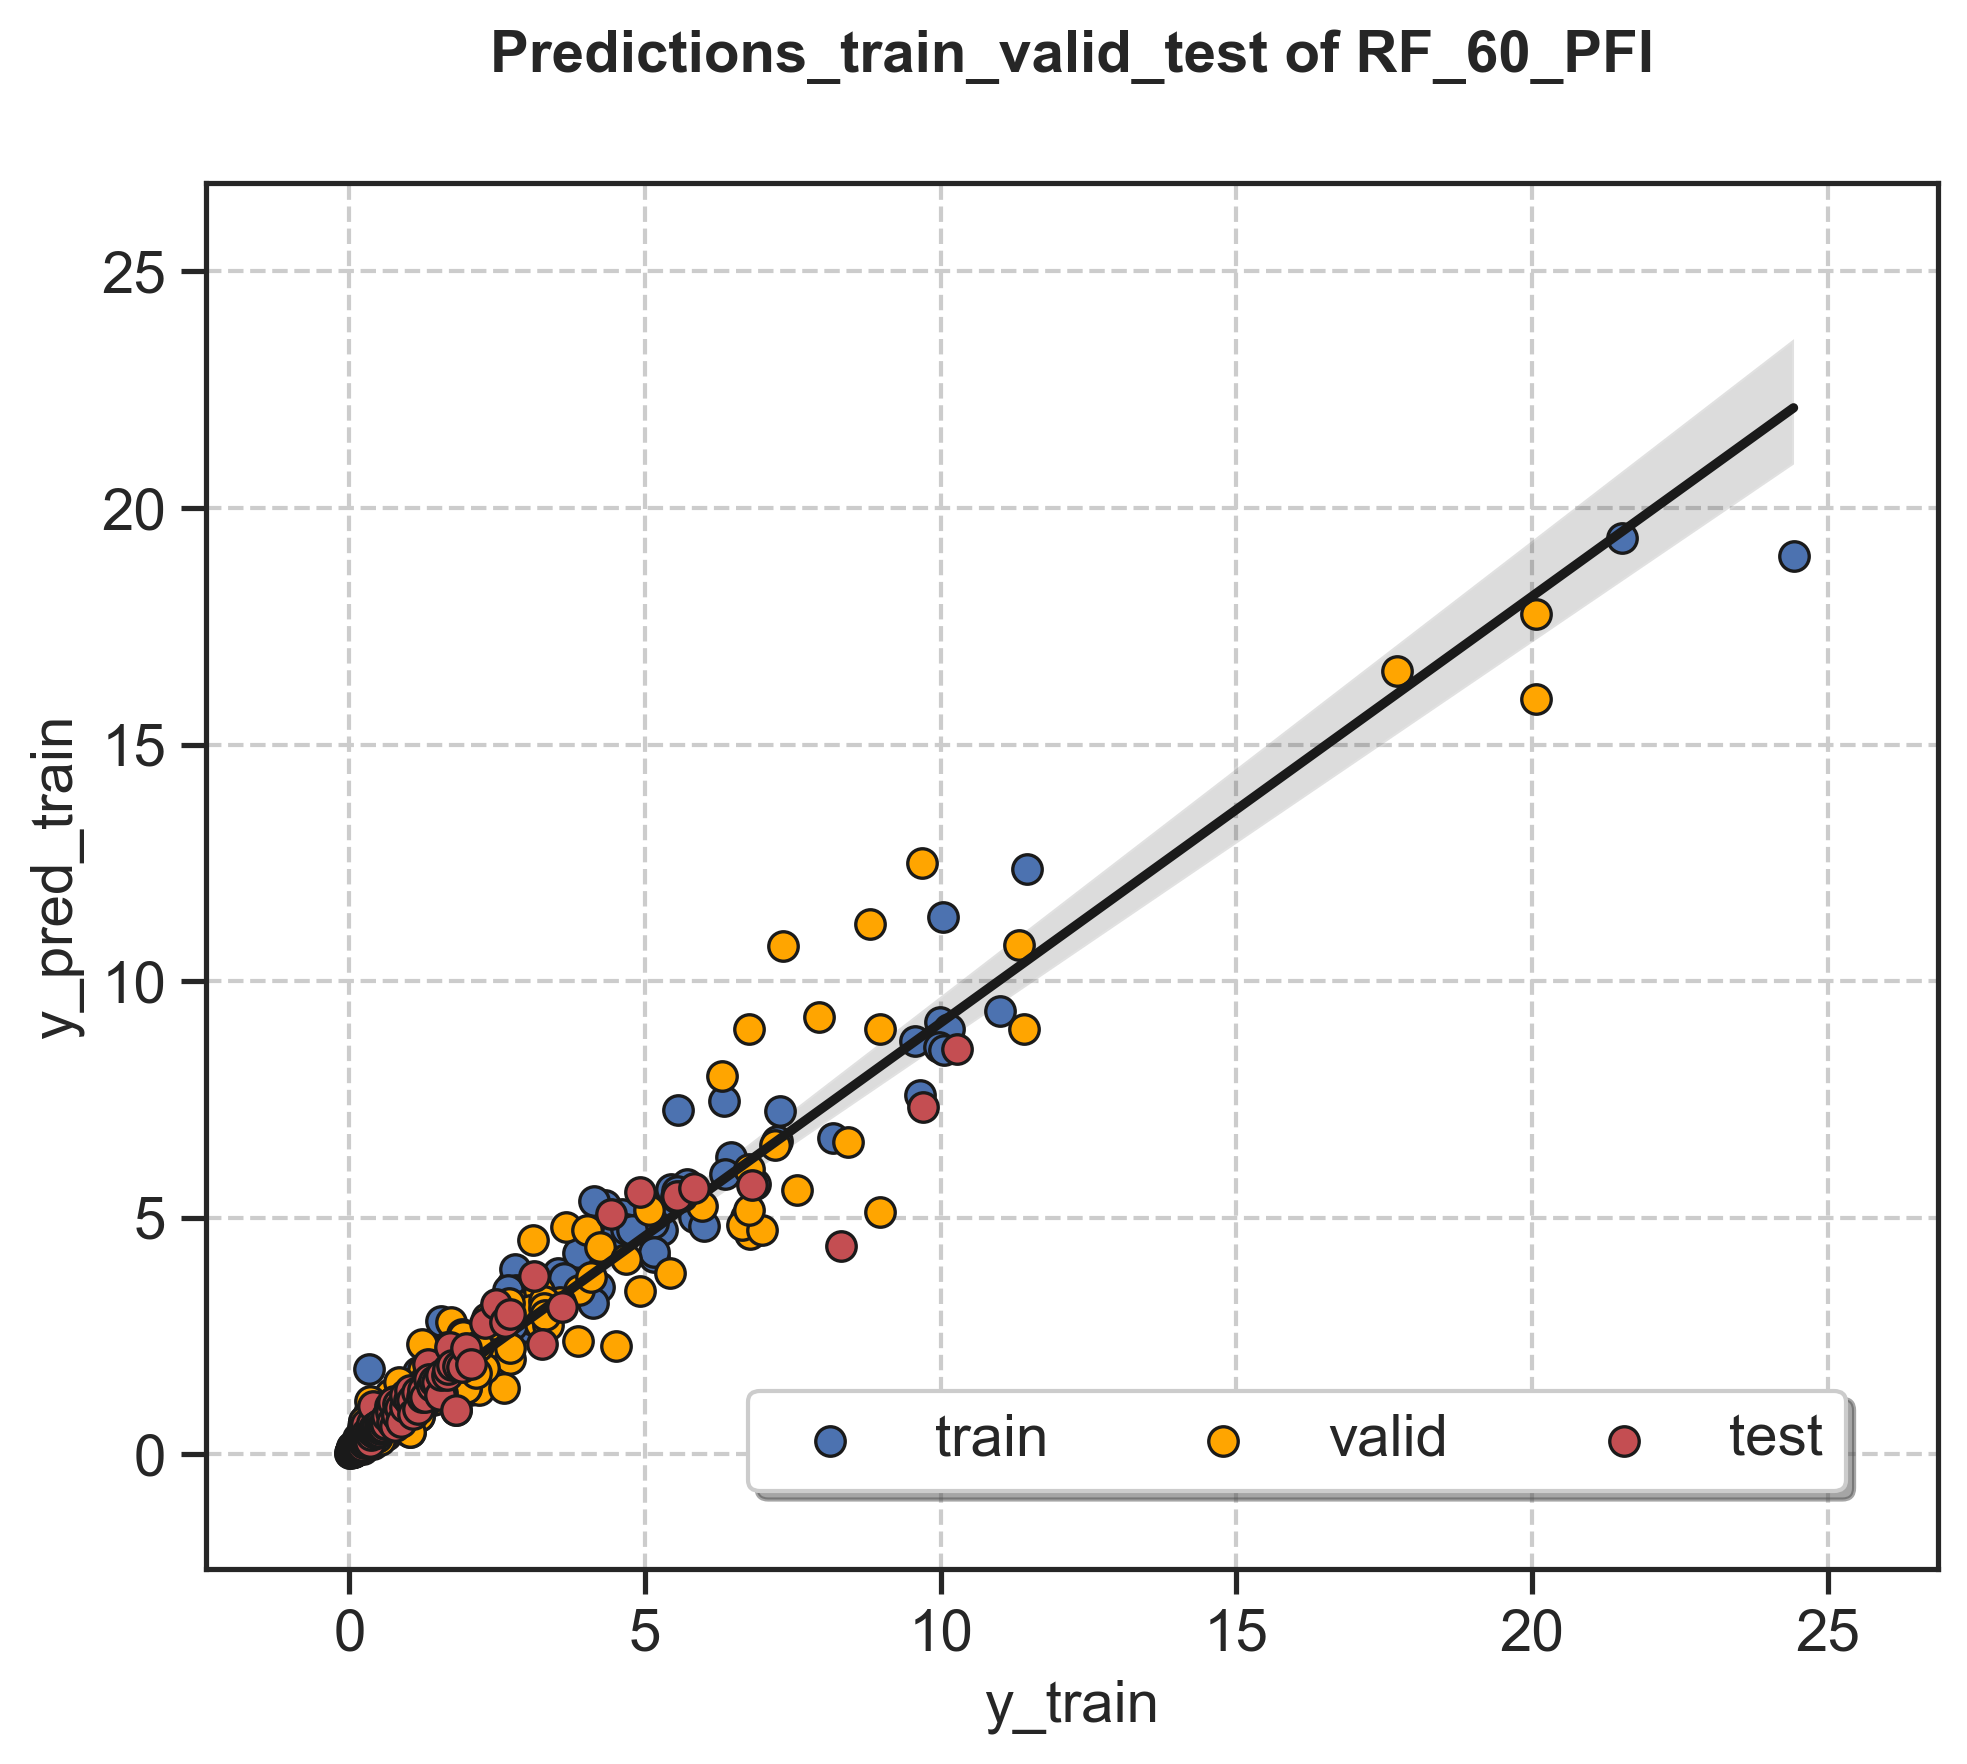 Predictions_train_valid_test of RF_60_PFI
25
20
15
10
5
0
y_pred_train
train valid test
0 5 10 15 20 25
y_train